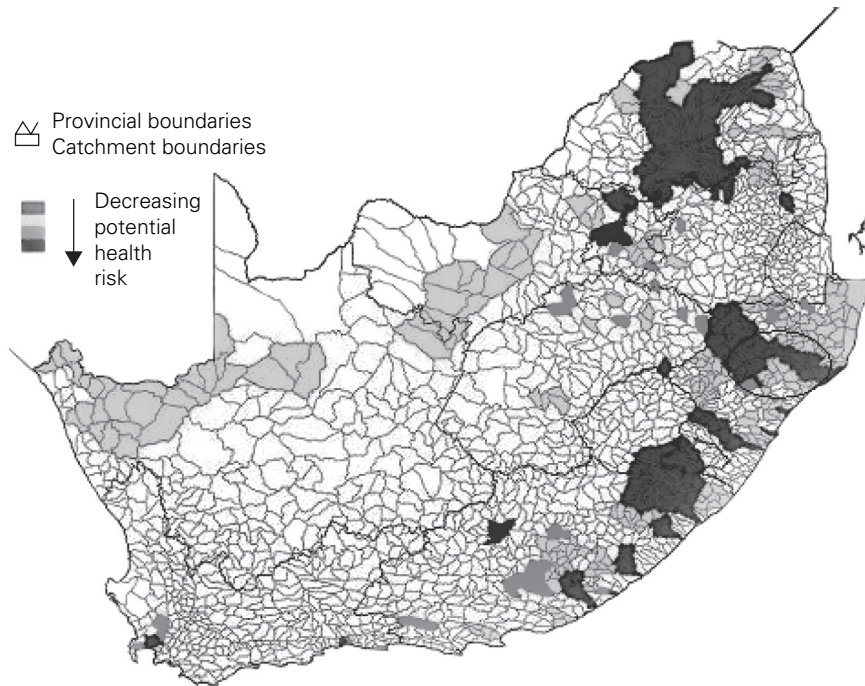 Provincial boundaries
Catchment boundaries
Decreasing
potential
health
risk